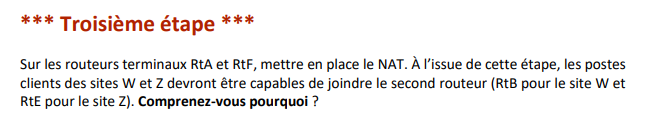 *** Troisième étape ***
Sur les routeurs terminaux RtA et RtF, mettre en place le NAT. À l’issue de cette étape, les postes
clients des sites W et Z devront être capables de joindre le second routeur (RtB pour le site W et
RtE pour le site Z). Comprenez-vous pourquoi ?